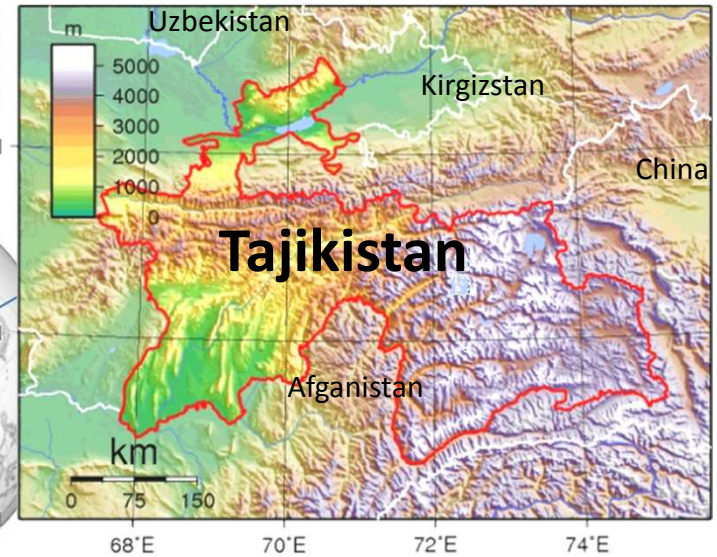 Uzbekistan
m
5000
4000
3000
2000
1000
0
Kirgizstan
China
Tajikistan
Afganistan
km
0 75 150
68°E 70°E 72°E 74°E